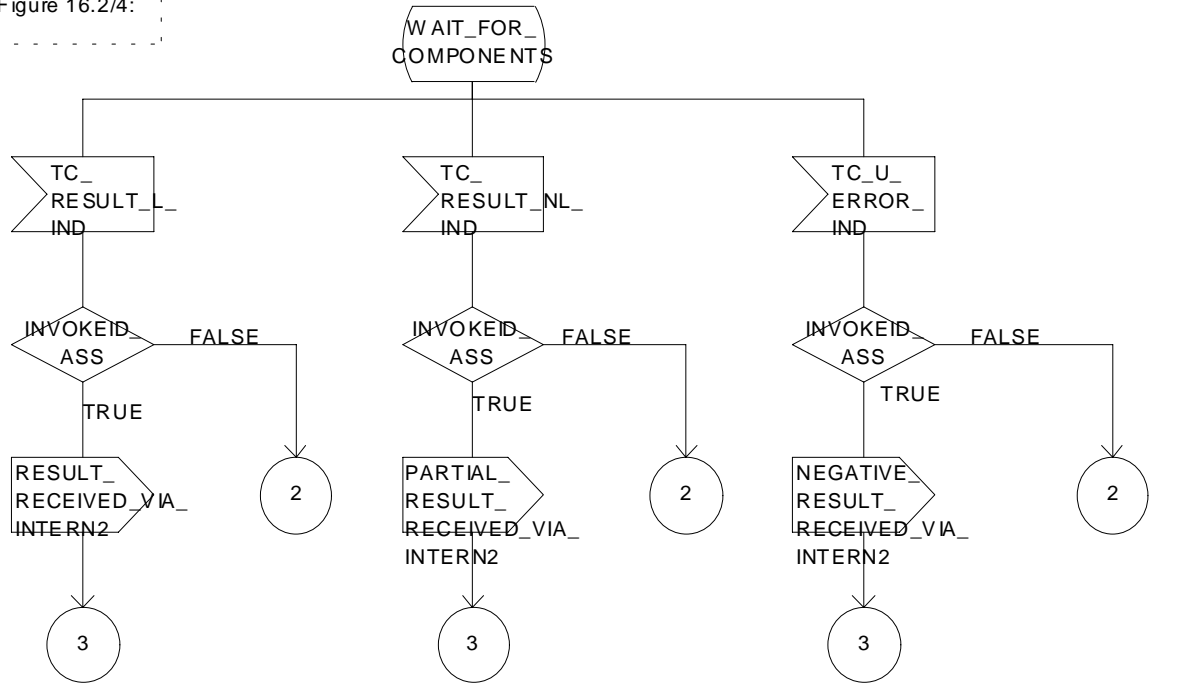 Figure 16.2/4:
WAIT_FOR_
COMPONENTS
TC_
RESULT_L_
IND
TC_
RESULT_NL_
IND
TC_U_
ERROR_
IND
INVOKEID_
ASS
FALSE
TRUE
INVOKEID_
ASS
FALSE
TRUE
INVOKEID_
ASS
FALSE
TRUE
RESULT_
RECEIVED_VIA_
INTERN2
2
PARTIAL_
RESULT_
RECEIVED_VIA_
INTERN2
2
NEGATIVE_
RESULT_
RECEIVED_VIA_
INTERN2
2
3
3
3